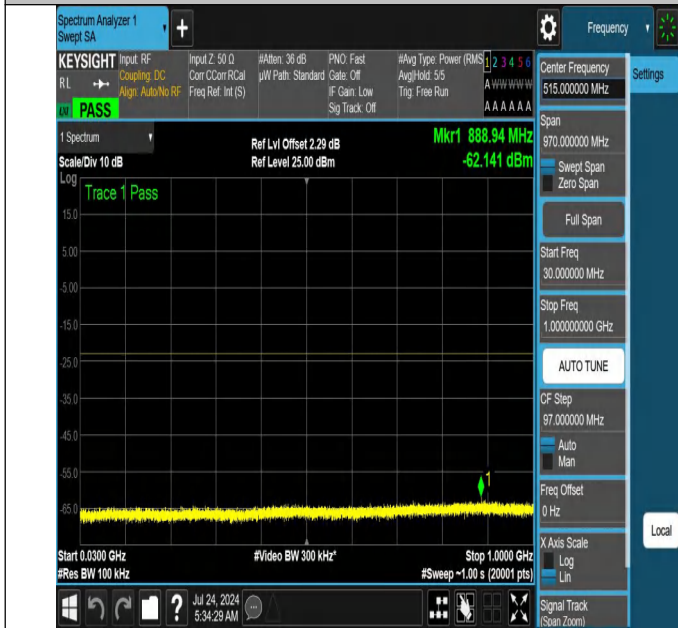 Spectrum Analyzer 1
Swept SA
+
Frequency
KEYSIGHT
RL
LXI
PASS
Input: RF
Coupling: DC
Align: Auto/No RF
Input Z: 50 Ω
Corr CCorr RCal
Freq Ref: Int (S)
#Atten: 36 dB
µW Path: Standard
PNO: Fast
Gate: Off
IF Gain: Low
Sig Track: Off
#Avg Type: Power (RMS
Avg|Hold: 5/5
Trig: Free Run
1 2 3 4 5 6
A W W W W W
A A A A A A
1 Spectrum
Scale/Div 10 dB
Ref Lvl Offset 2.29 dB
Ref Level 25.00 dBm
Mkr1 888.94 MHz
-62.141 dBm
Log
Trace 1 Pass
15.0
5.00
-5.00
-15.0
-25.0
-35.0
-45.0
-55.0
-65.0
1
Start 0.0300 GHz
#Res BW 100 kHz
#Video BW 300 kHz*
Stop 1.0000 GHz
#Sweep ~1.00 s (20001 pts)
?
Jul 24, 2024
5:34:29 AM
Center Frequency
515.000000 MHz
Settings
Span
970.000000 MHz
Swept Span
Zero Span
Full Span
Start Freq
30.000000 MHz
Stop Freq
1.000000000 GHz
AUTO TUNE
CF Step
97.000000 MHz
Auto
Man
Freq Offset
0 Hz
Local
X Axis Scale
Log
Lin
Signal Track
(Span Zoom)